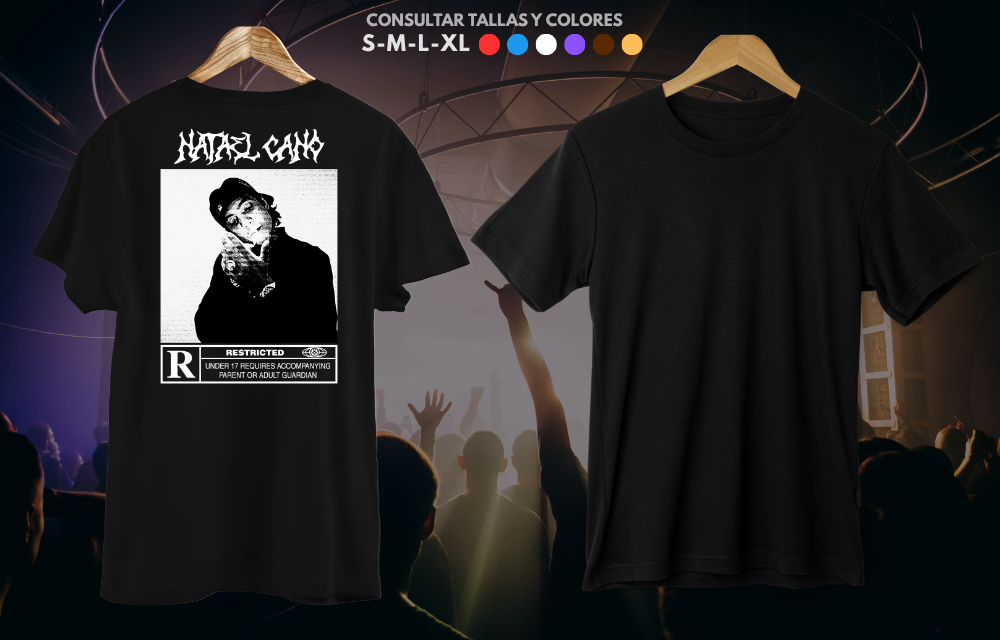 CONSULTAR TALLAS Y COLORES
S-M-L-XL
NATAEL CANO
R
RESTRICTED
UNDER 17 REQUIRES ACCOMPANYING
PARENT OR ADULT GUARDIAN